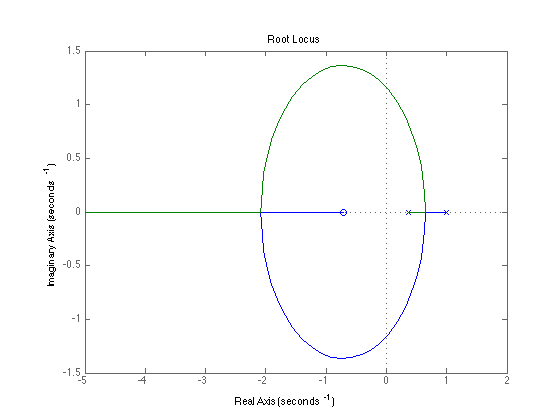 Root Locus
1.5
1
0.5
0
-0.5
-1
-1.5
-5 -4 -3 -2 -1 0 1 2
Imaginary Axis (seconds⁻¹)
Real Axis (seconds⁻¹)